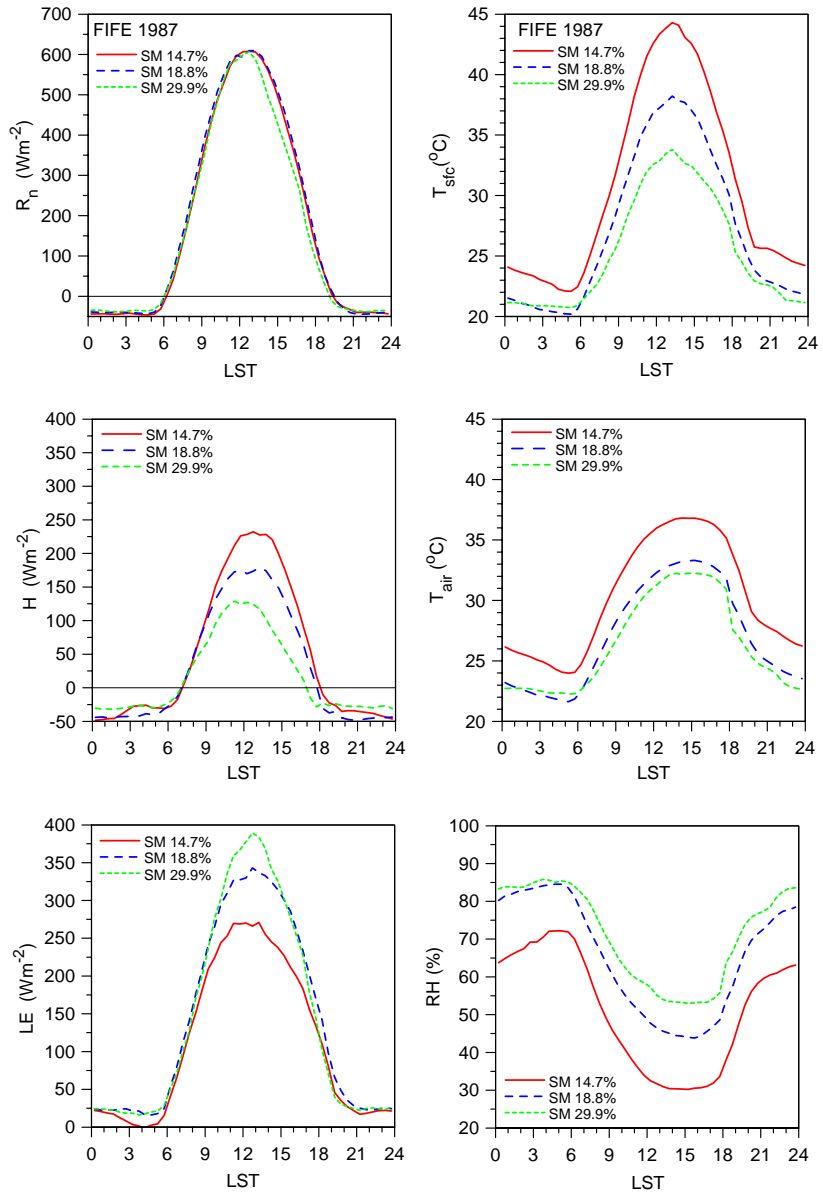 FIFE 1987
SM 14.7%
SM 18.8%
SM 29.9%
700
600
500
400
300
200
100
0
Rn (Wm-2)
0 3 6 9 12 15 18 21 24
LST
FIFE 1987
SM 14.7%
SM 18.8%
SM 29.9%
45
40
35
30
25
20
Tsfc(oC)
0 3 6 9 12 15 18 21 24
LST
SM 14.7%
SM 18.8%
SM 29.9%
400
350
300
250
200
150
100
50
0
-50
H (Wm-2)
0 3 6 9 12 15 18 21 24
LST
SM 14.7%
SM 18.8%
SM 29.9%
45
40
35
30
25
20
Tair(oC)
0 3 6 9 12 15 18 21 24
LST
SM 14.7%
SM 18.8%
SM 29.9%
400
350
300
250
200
150
100
50
0
LE (Wm-2)
0 3 6 9 12 15 18 21 24
LST
100
90
80
70
60
50
40
30
20
RH (%)
SM 14.7%
SM 18.8%
SM 29.9%
0 3 6 9 12 15 18 21 24
LST